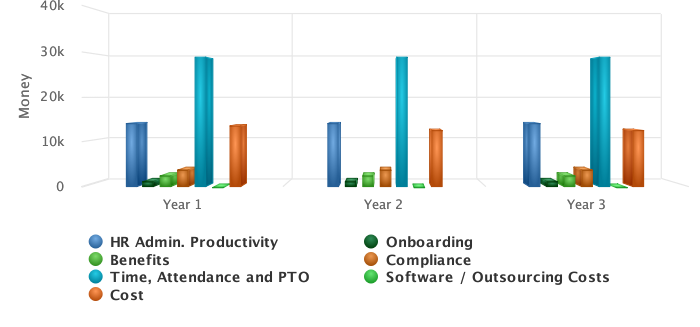 40k
30k
20k
10k
0
Money
Year 1
Year 2
Year 3
HR Admin. Productivity
Onboarding
Benefits
Compliance
Time, Attendance and PTO
Software / Outsourcing Costs
Cost